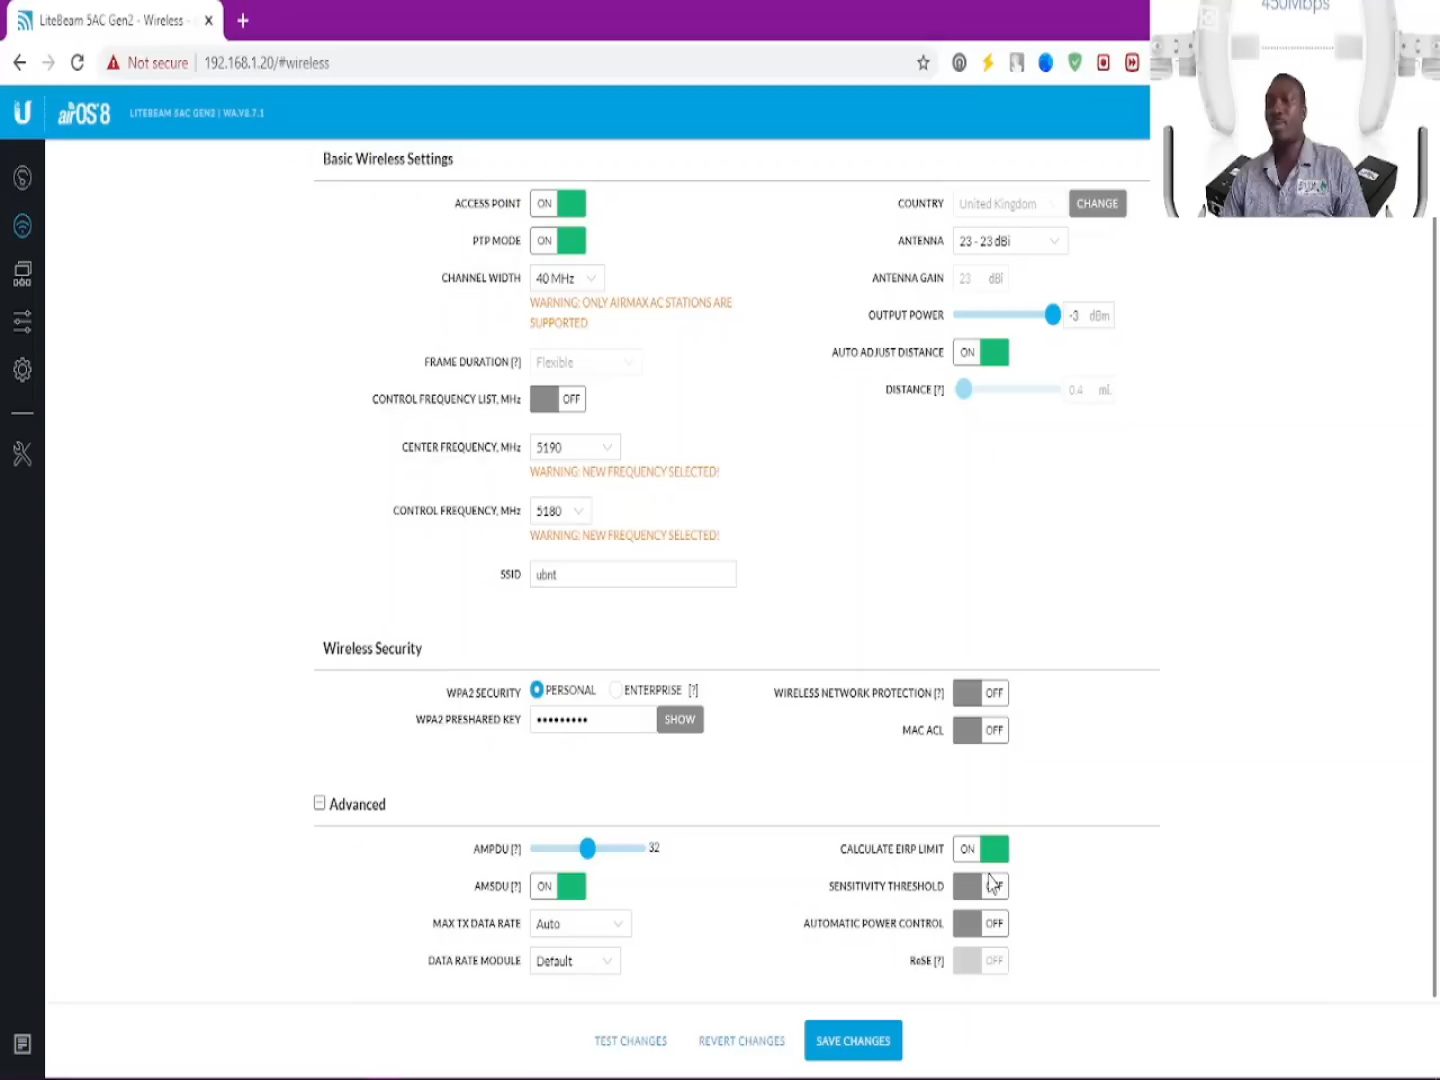 LiteBeam 5AC Gen2 - Wireless -
450Mbps
Not secure
192.168.1.20/#wireless
airOS 8
LITEBEAM 5AC GEN2 | WA.V8.7.1
Basic Wireless Settings
ACCESS POINT ON
COUNTRY United Kingdom CHANGE
PTP MODE ON
ANTENNA 23 - 23 dBi
CHANNEL WIDTH 40 MHz
ANTENNA GAIN 23 dBi
WARNING: ONLY AIRMAX AC STATIONS ARE
SUPPORTED
OUTPUT POWER -3 dBm
AUTO ADJUST DISTANCE ON
FRAME DURATION [?] Flexible
DISTANCE [?] 0.4 mi.
CONTROL FREQUENCY LIST, MHz OFF
CENTER FREQUENCY, MHz 5190
WARNING: NEW FREQUENCY SELECTED!
CONTROL FREQUENCY, MHz 5180
WARNING: NEW FREQUENCY SELECTED!
SSID ubnt
Wireless Security
WPA2 SECURITY PERSONAL ENTERPRISE [?]
WIRELESS NETWORK PROTECTION [?] OFF
WPA2 PRESHARED KEY ••••••••• SHOW
MAC ACL OFF
Advanced
AMPDU [?] 32
CALCULATE EIRP LIMIT ON
AMSDU [?] ON
SENSITIVITY THRESHOLD OFF
MAX TX DATA RATE Auto
AUTOMATIC POWER CONTROL OFF
DATA RATE MODULE Default
ReSE [?] OFF
TEST CHANGES
REVERT CHANGES
SAVE CHANGES